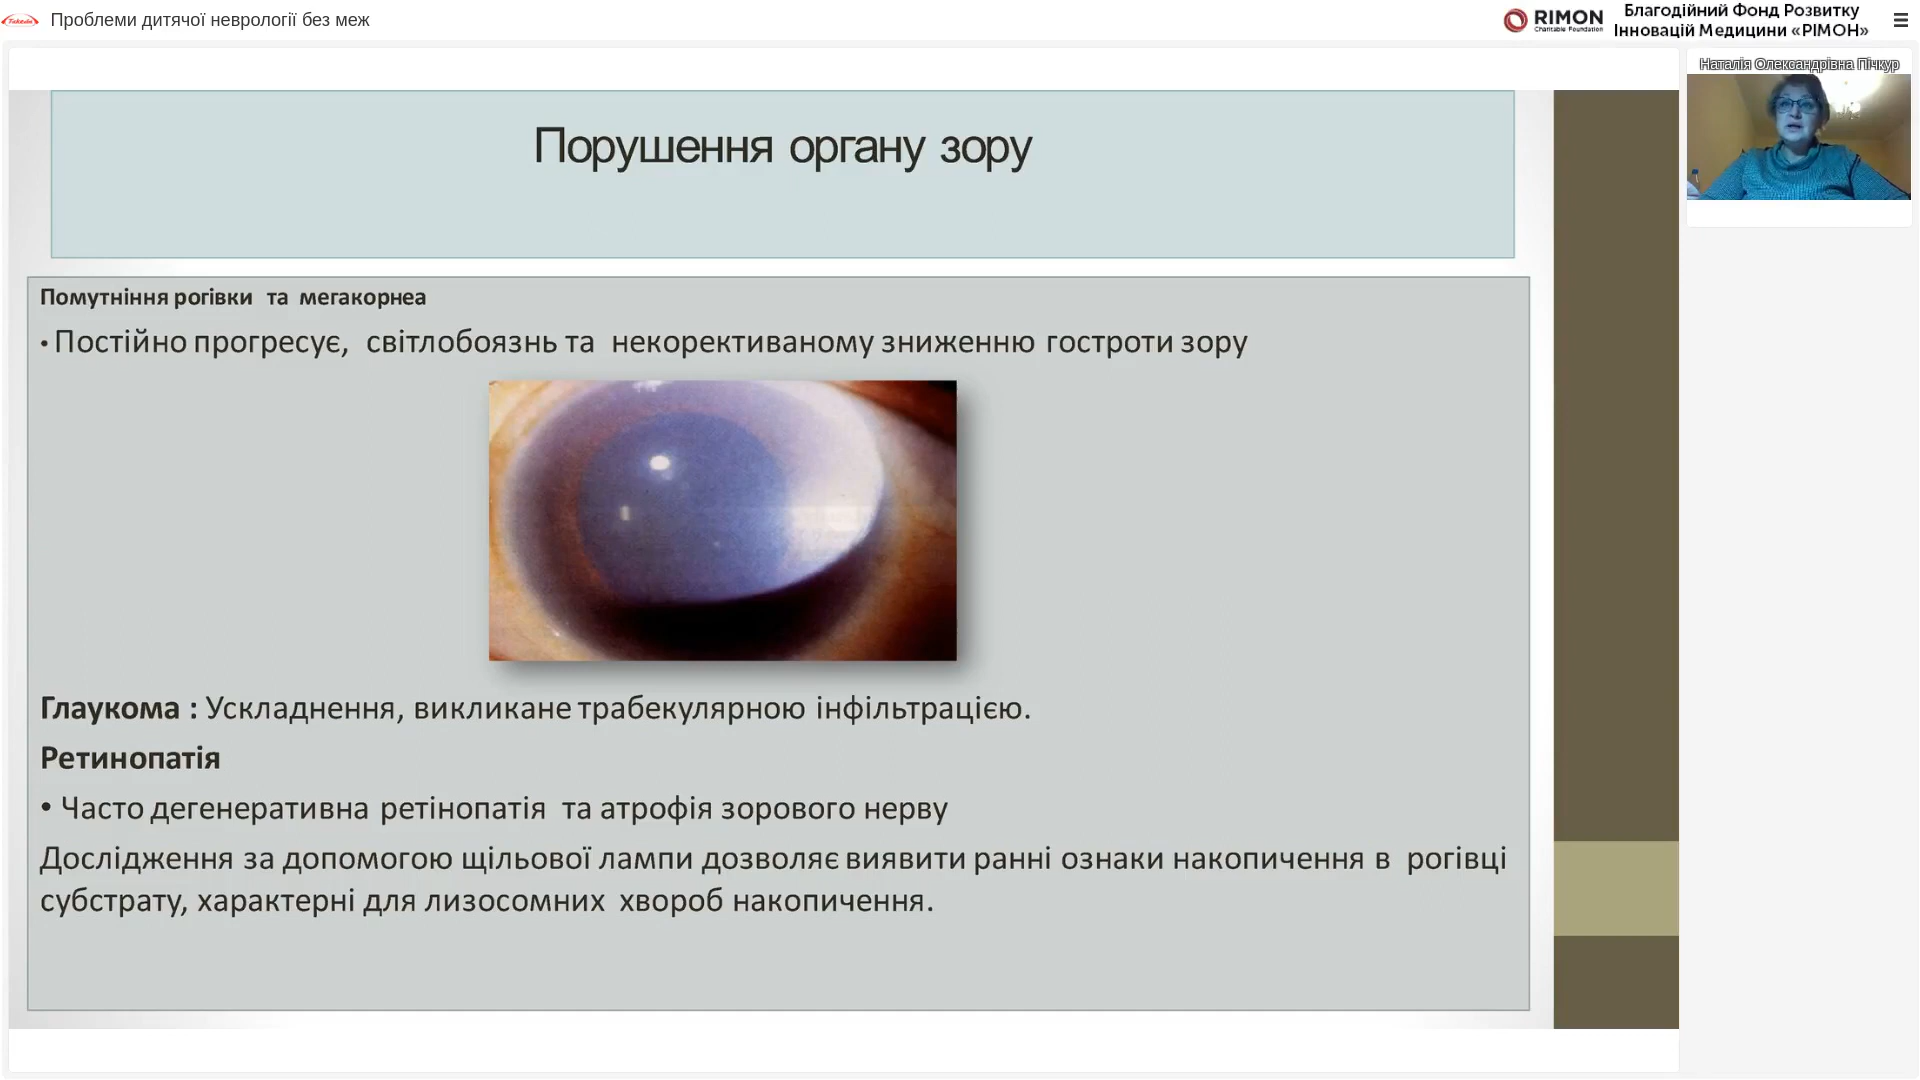 Takeda
Проблеми дитячої неврології без меж
RIMON
Charitable Foundation
Благодійний Фонд Розвитку
Інновацій Медицини «РІМОН»
Наталія Олександрівна Пічкур
Порушення органу зору
Помутніння рогівки та мегакорнеа
• Постійно прогресує, світлобоязнь та некорективаному зниженню гостроти зору
Глаукома : Ускладнення, викликане трабекулярною інфільтрацією.
Ретинопатія
• Часто дегенеративна ретінопатія та атрофія зорового нерву
Дослідження за допомогою щільової лампи дозволяє виявити ранні ознаки накопичення в рогівці
субстрату, характерні для лизосомних хвороб накопичення.